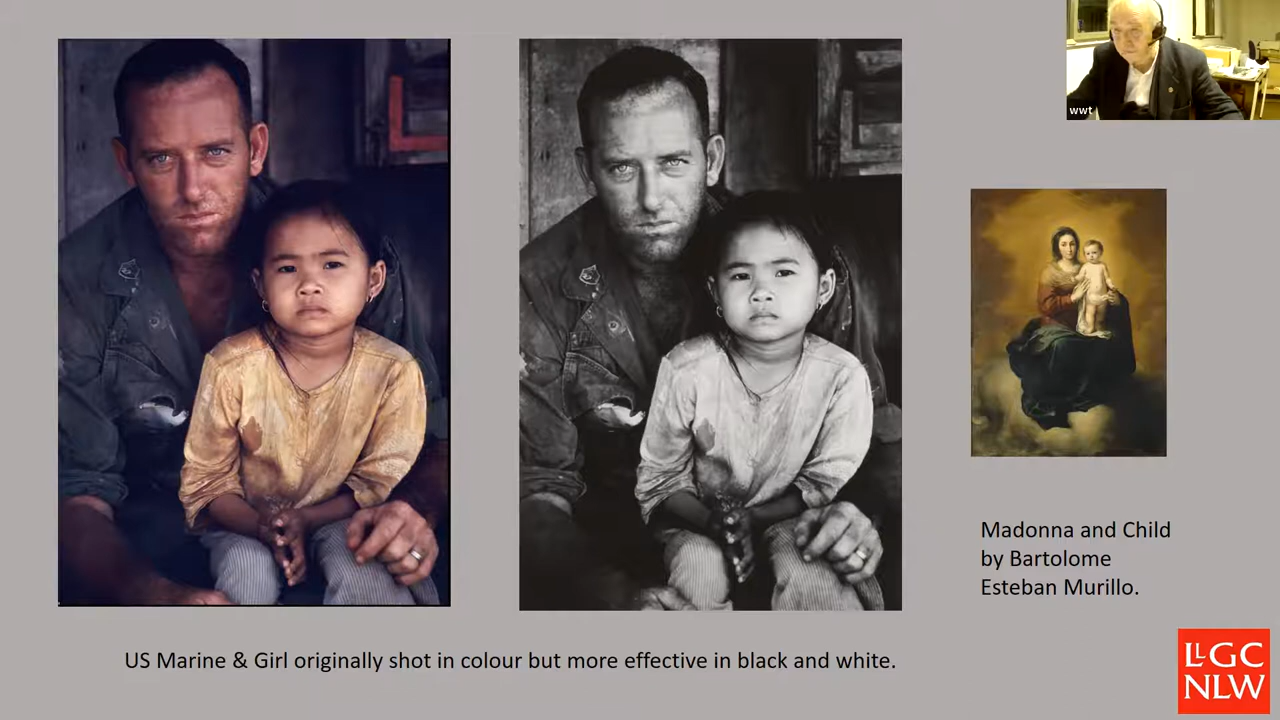 wwt
Madonna and Child
by Bartolome
Esteban Murillo.
US Marine & Girl originally shot in colour but more effective in black and white.
LLGC
NLW